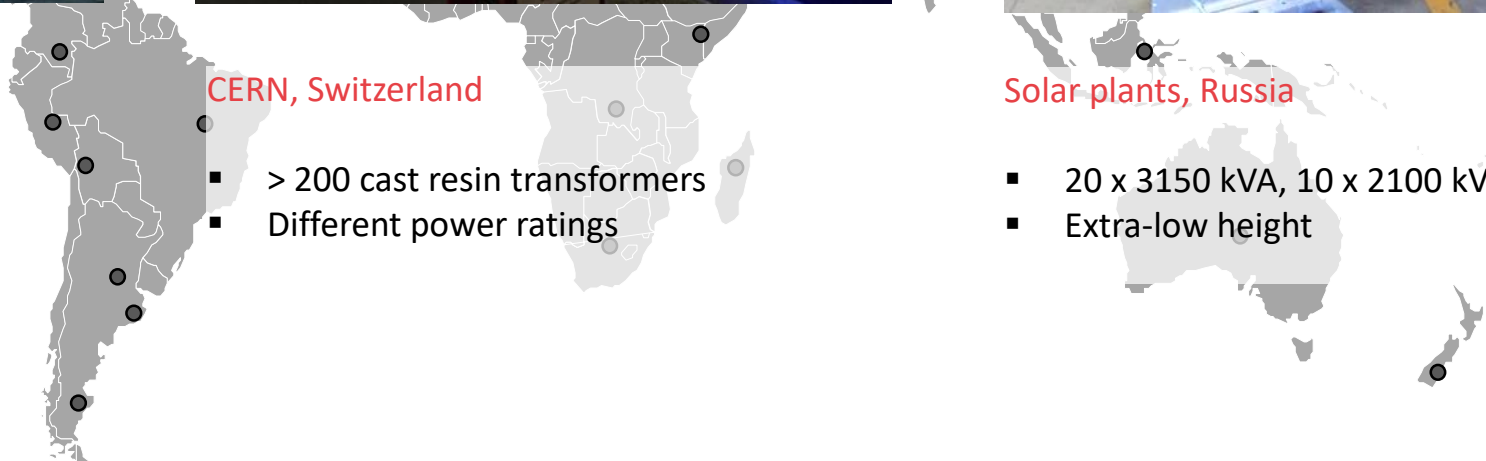 CERN, Switzerland
▪ > 200 cast resin transformers
▪ Different power ratings
Solar plants, Russia
▪ 20 x 3150 kVA, 10 x 2100
▪ Extra-low height